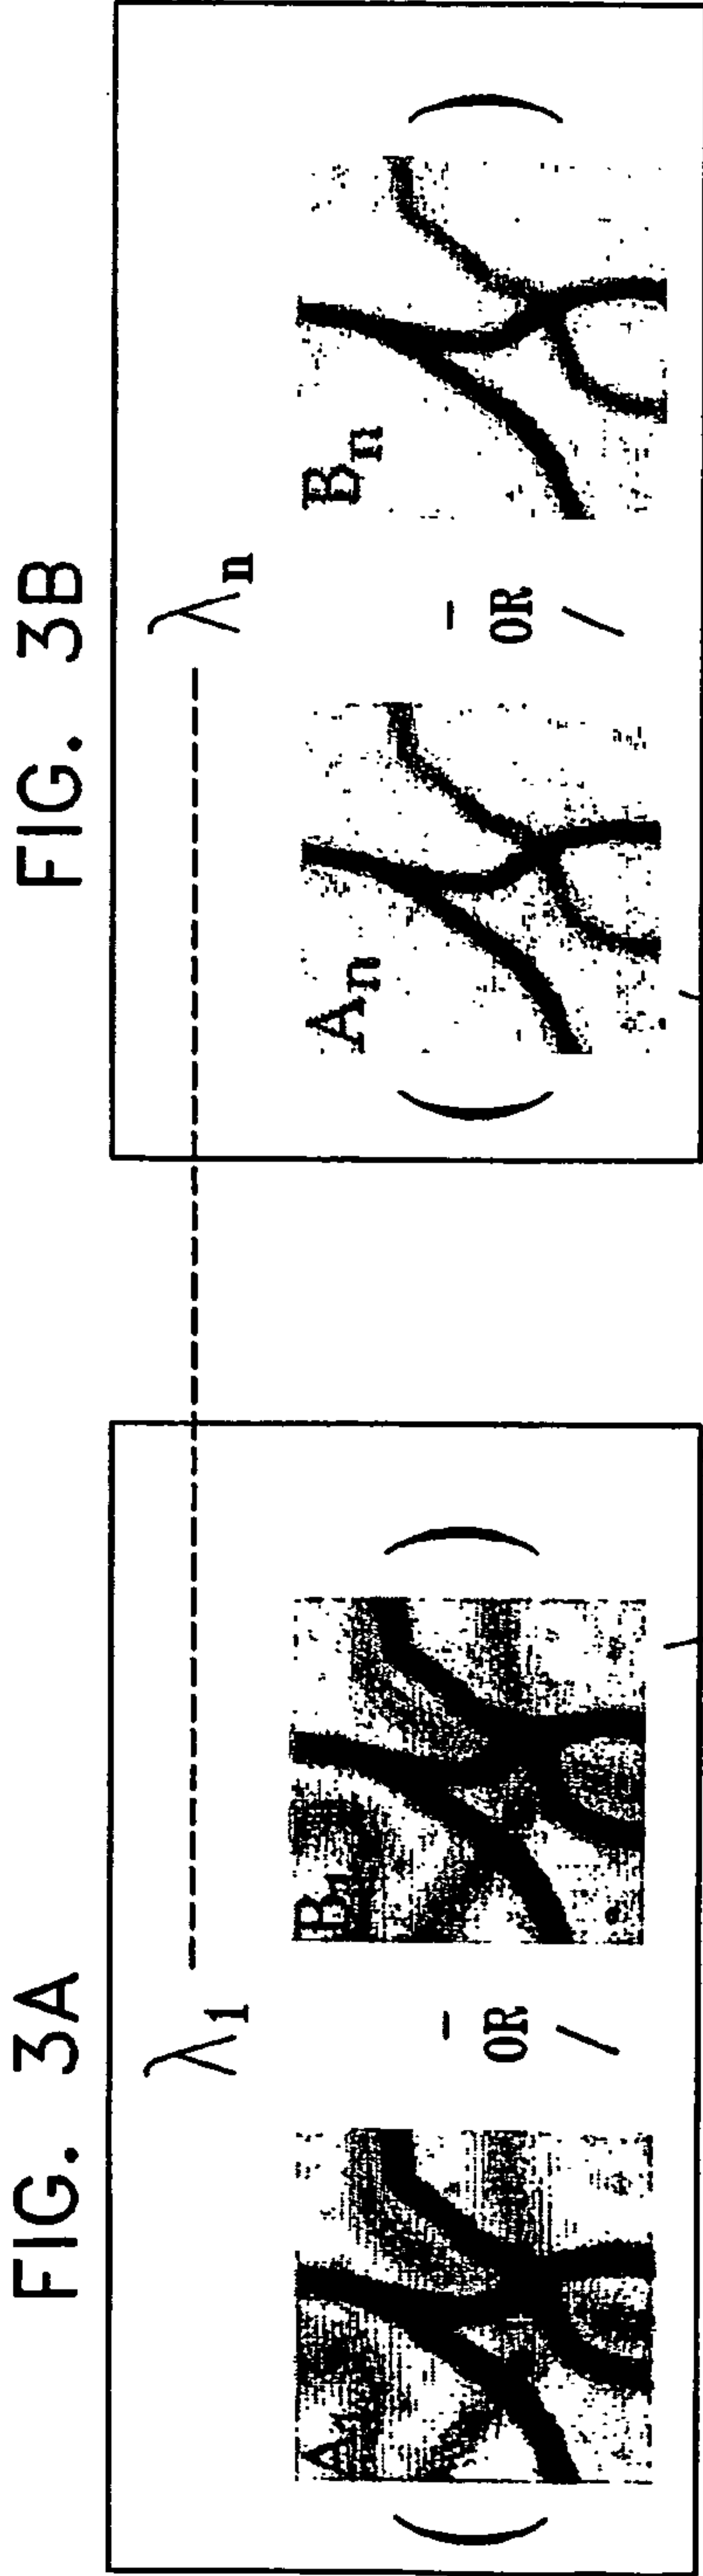 FIG. 3A
λ1
( A1 - OR / B1 )
FIG. 3B
λn
( An - OR / Bn )